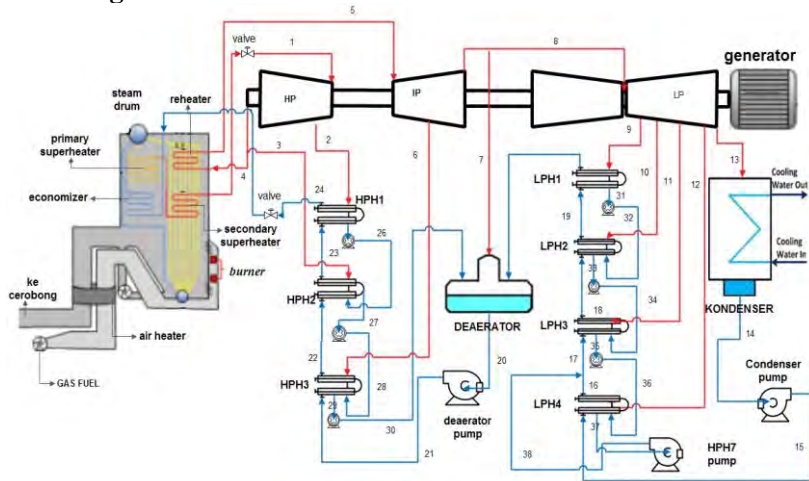 5
valve
1
8
generator
steam
drum
reheater
HP
IP
LP
primary
superheater
3
2
6
7
9
10
11
12
13
4
economizer
24
HPH1
LPH1
31
32
Cooling
Water Out
valve
secondary
superheater
26
19
LPH2
23
burner
33
34
Cooling
Water In
ke
cerobong
HPH2
DEAERATOR
LPH3
18
KONDENSER
27
air heater
22
20
17
35
14
GAS FUEL
HPH3
28
16
36
Condenser
pump
29
30
LPH4
deaerator
pump
37
21
38
HPH7
pump
15